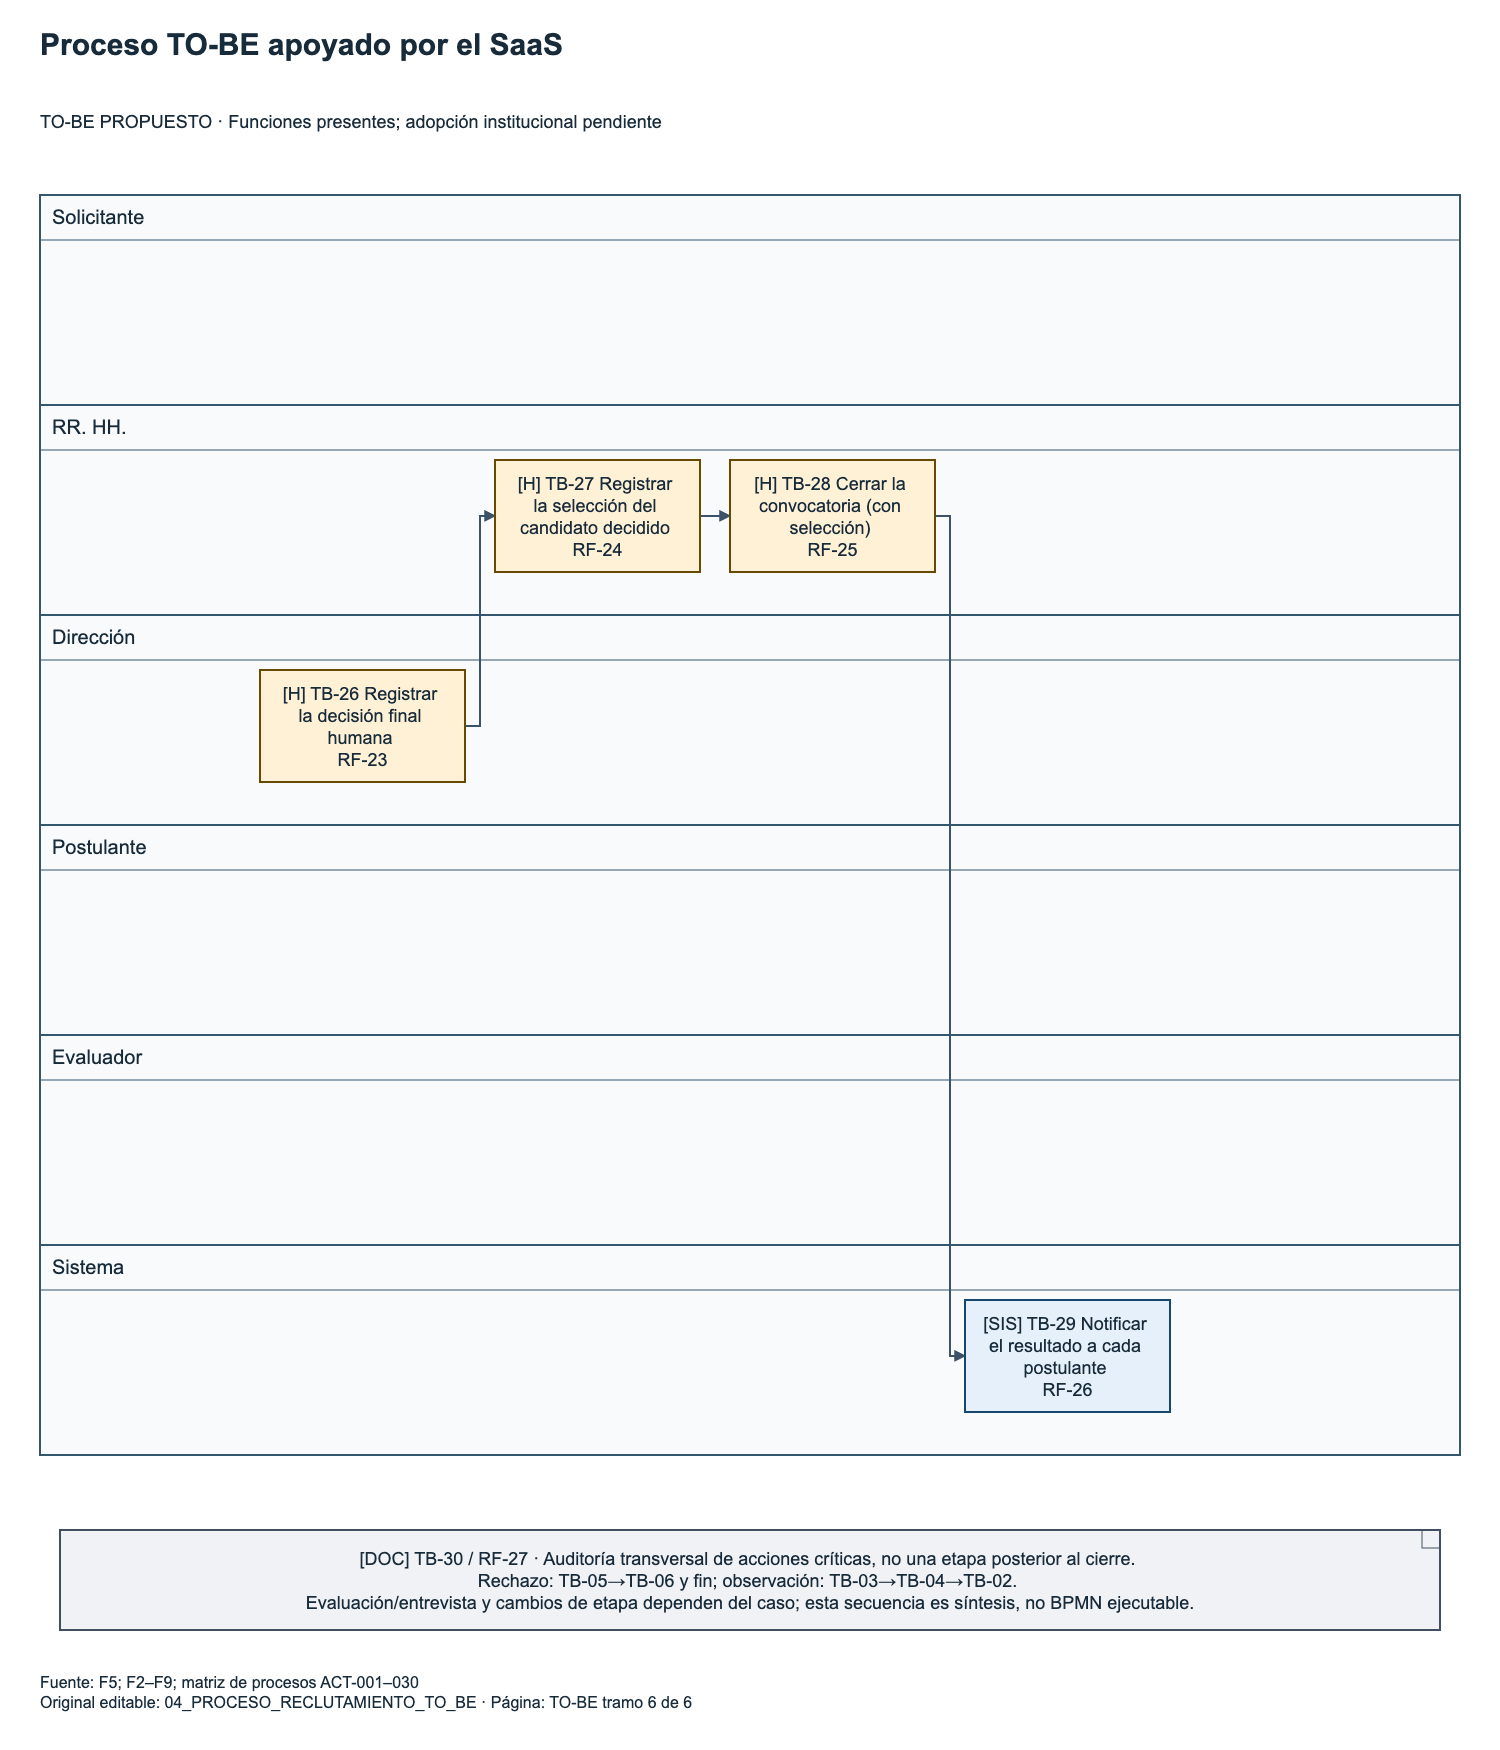 Proceso TO-BE apoyado por el SaaS
TO-BE PROPUESTO · Funciones presentes; adopción institucional pendiente
Solicitante
RR. HH.
[H] TB-27 Registrar
la selección del
candidato decidido
RF-24
[H] TB-28 Cerrar la
convocatoria (con
selección)
RF-25
Dirección
[H] TB-26 Registrar
la decisión final
humana
RF-23
Postulante
Evaluador
Sistema
[SIS] TB-29 Notificar
el resultado a cada
postulante
RF-26
[DOC] TB-30 / RF-27 · Auditoría transversal de acciones críticas, no una etapa posterior al cierre.
Rechazo: TB-05→TB-06 y fin; observación: TB-03→TB-04→TB-02.
Evaluación/entrevista y cambios de etapa dependen del caso; esta secuencia es síntesis, no BPMN ejecutable.
Fuente: F5; F2–F9; matriz de procesos ACT-001–030
Original editable: 04_PROCESO_RECLUTAMIENTO_TO_BE · Página: TO-BE tramo 6 de 6